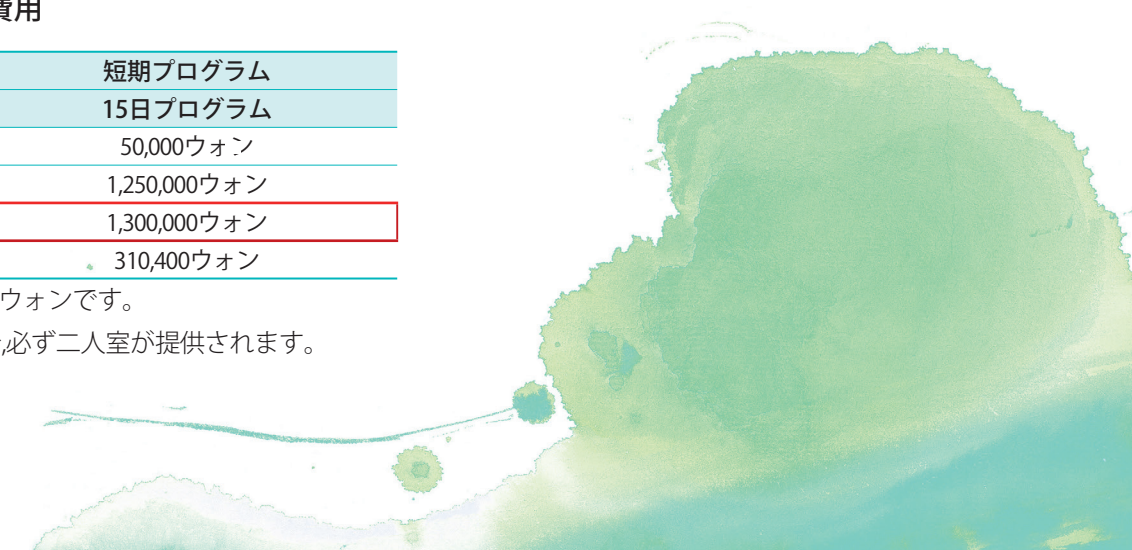 費用
短期プログラム
15日プログラム
50,000ウォン
1,250,000ウォン
1,300,000ウォン
310,400ウォン
ウォンです。
,必ず二人室が提供されます。